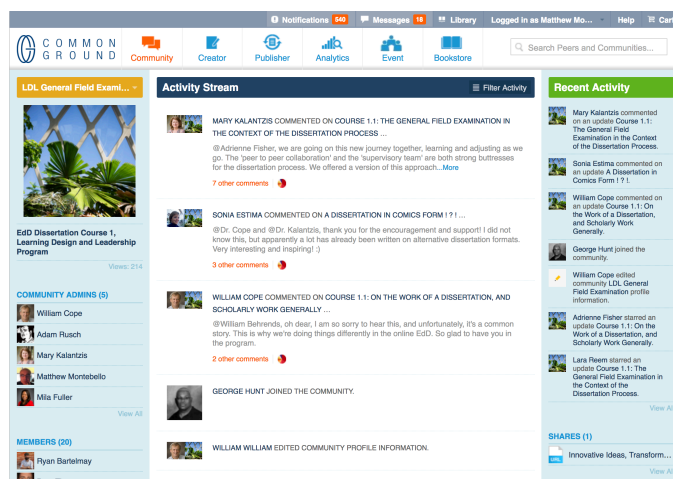 Notifications 540 Messages 18 Library Logged in as Matthew Mo... Help Cart
COMMON
GROUND
Community Creator Publisher Analytics Event Bookstore
Search Peers and Communities...
LDL General Field Exami...
EdD Dissertation Course 1,
Learning Design and Leadership
Program
Views: 214
COMMUNITY ADMINS (5)
William Cope
Adam Rusch
Mary Kalantzis
Matthew Montebello
Mila Fuller
View All
MEMBERS (20)
Ryan Bartelmay
Activity Stream
Filter Activity
MARY KALANTZIS COMMENTED ON COURSE 1.1: THE GENERAL FIELD EXAMINATION IN
THE CONTEXT OF THE DISSERTATION PROCESS ...
@Adrienne Fisher, we are going on this new journey together, learning and adjusting as we
go. The 'peer to peer collaboration' and the 'supervisory team' are both strong buttresses
for the dissertation process. We offered a version of this approach...More
7 other comments
SONIA ESTIMA COMMENTED ON A DISSERTATION IN COMICS FORM ! ? ! ...
@Dr. Cope and @Dr. Kalantzis, thank you for the encouragement and support! I did not
know this, but apparently a lot has already been written on alternative dissertation formats.
Very interesting and inspiring! :)
3 other comments
WILLIAM COPE COMMENTED ON COURSE 1.1: ON THE WORK OF A DISSERTATION, AND
SCHOLARLY WORK GENERALLY ...
@William Behrends, oh dear, I am so sorry to hear this, and unfortunately, it's a common
story. This is why we're doing things differently in the online EdD. So glad to have you in
the program.
2 other comments
GEORGE HUNT JOINED THE COMMUNITY.
WILLIAM WILLIAM EDITED COMMUNITY PROFILE INFORMATION.
Recent Activity
Mary Kalantzis commented
on an update Course 1.1:
The General Field
Examination in the Context
of the Dissertation Process.
Sonia Estima commented on
an update A Dissertation in
Comics Form ! ? !.
William Cope commented on
an update Course 1.1: On
the Work of a Dissertation,
and Scholarly Work
Generally.
George Hunt joined the
community.
William Cope edited
community LDL General
Field Examination profile
information.
Adrienne Fisher starred an
update Course 1.1: On the
Work of a Dissertation, and
Scholarly Work Generally.
Lara Reem starred an
update Course 1.1: The
General Field Examination in
the Context of the
Dissertation Process.
View Al
SHARES (1)
URL Innovative Ideas, Transform...
View Al